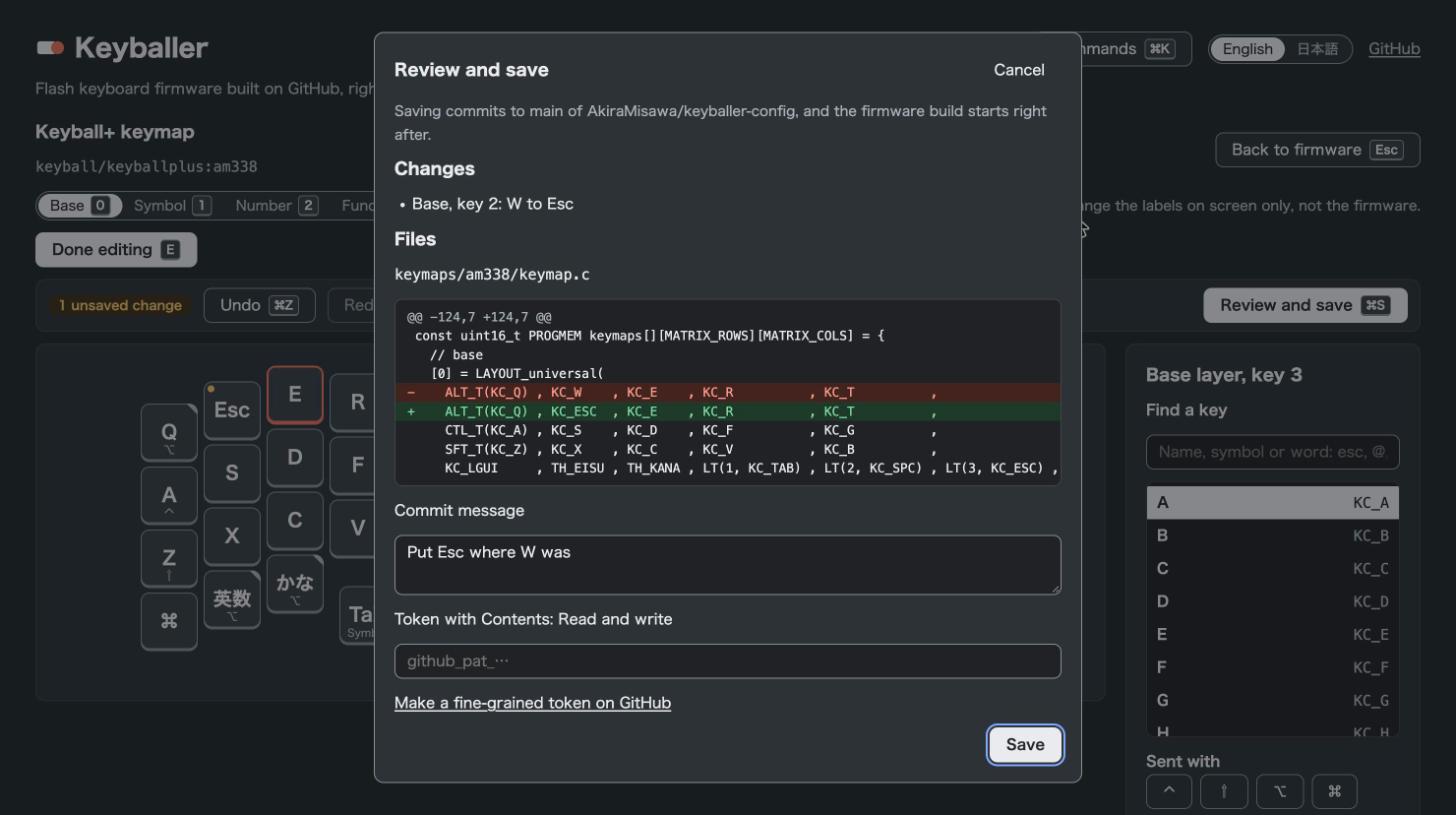 Keyballer
mmands ⌘K
English 日本語
GitHub
Flash keyboard firmware built on GitHub, righ
Keyball+ keymap
keyball/keyballplus:am338
Back to firmware Esc
Base 0 Symbol 1 Number 2 Func
nge the labels on screen only, not the firmware.
Done editing E
1 unsaved change Undo ⌘Z Red
Review and save ⌘S
Q ⌥
Esc
E
R
A ^
S
D
F
Z ⇧
X
C
V
⌘
英数 ⌥
かな ⌥
Ta
Symb
Review and save
Cancel
Saving commits to main of AkiraMisawa/keyballer-config, and the firmware build starts right
after.
Changes
• Base, key 2: W to Esc
Files
keymaps/am338/keymap.c
@@ -124,7 +124,7 @@
const uint16_t PROGMEM keymaps[][MATRIX_ROWS][MATRIX_COLS] = {
// base
[0] = LAYOUT_universal(
- ALT_T(KC_Q) , KC_W , KC_E , KC_R , KC_T ,
+ ALT_T(KC_Q) , KC_ESC , KC_E , KC_R , KC_T ,
CTL_T(KC_A) , KC_S , KC_D , KC_F , KC_G ,
SFT_T(KC_Z) , KC_X , KC_C , KC_V , KC_B ,
KC_LGUI , TH_EISU , TH_KANA , LT(1, KC_TAB) , LT(2, KC_SPC) , LT(3, KC_ESC) ,
Commit message
Put Esc where W was
Token with Contents: Read and write
github_pat_…
Make a fine-grained token on GitHub
Save
Base layer, key 3
Find a key
Name, symbol or word: esc, @
A KC_A
B KC_B
C KC_C
D KC_D
E KC_E
F KC_F
G KC_G
H KC_H
Sent with
^ ⇧ ⌥ ⌘